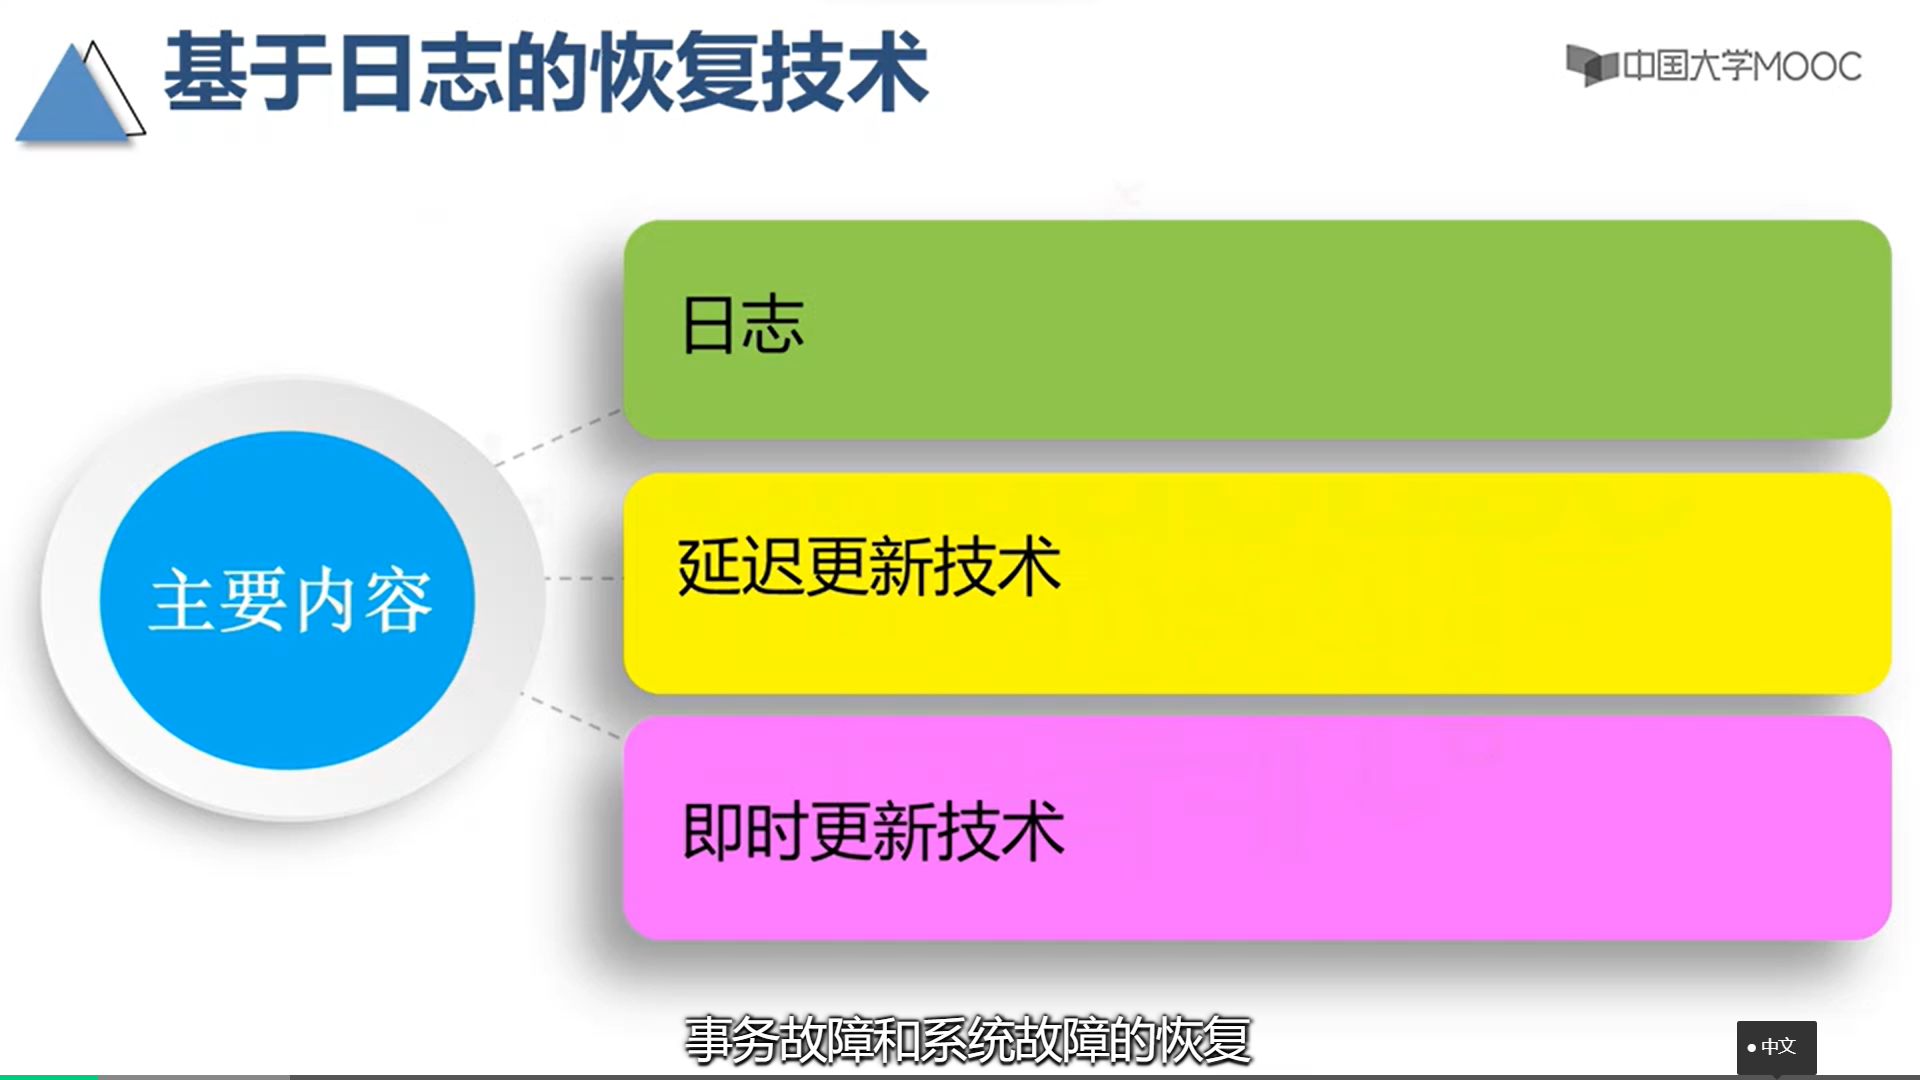 基于日志的恢复技术
中国大学MOOC
日志
主要内容
延迟更新技术
即时更新技术
事务故障和系统故障的恢复
中文